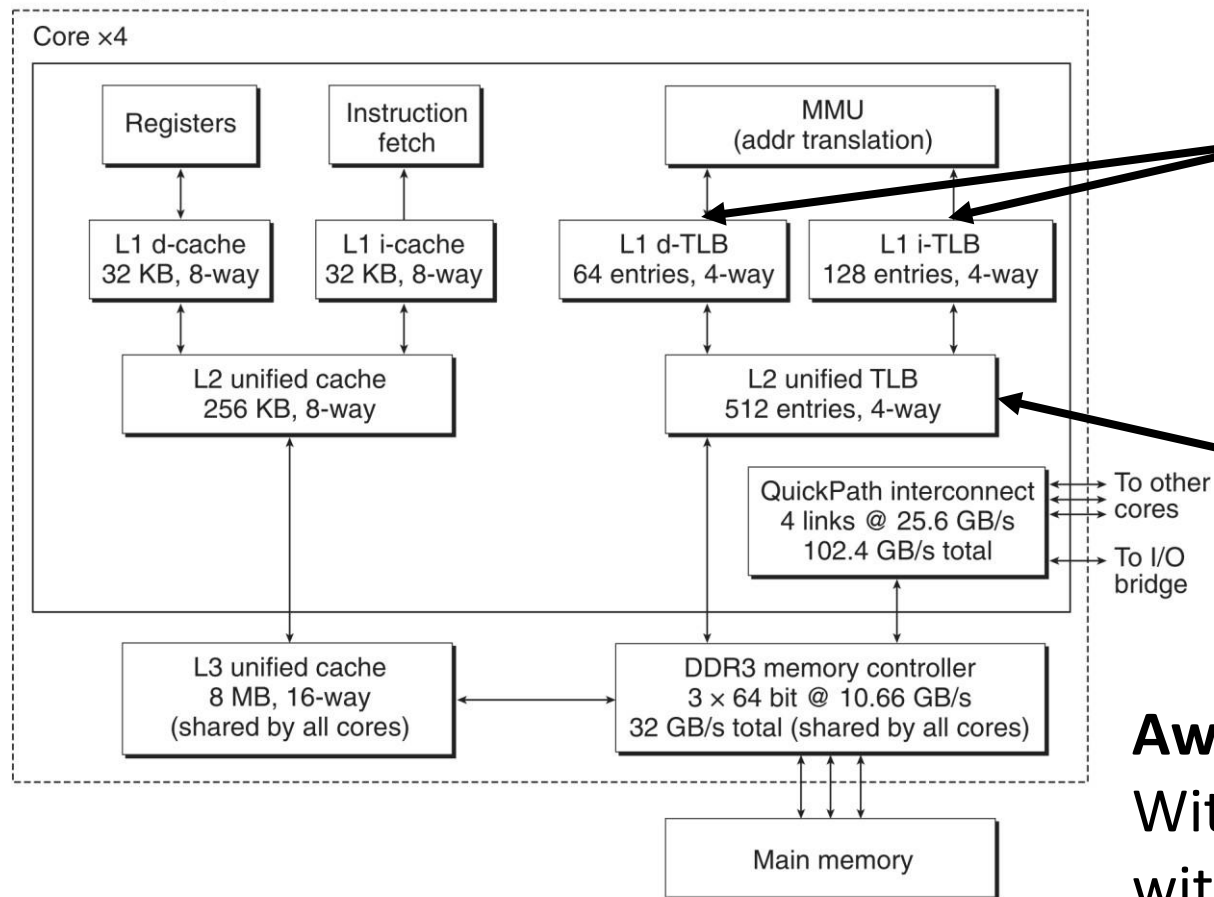 Core ×4
Registers
Instruction
fetch
MMU
(addr translation)
L1 d-cache
32 KB, 8-way
L1 i-cache
32 KB, 8-way
L1 d-TLB
64 entries, 4-way
L1 i-TLB
128 entries, 4-way
L2 unified cache
256 KB, 8-way
L2 unified TLB
512 entries, 4-way
QuickPath interconnect
4 links @ 25.6 GB/s
102.4 GB/s total
To other
cores
To I/O
bridge
L3 unified cache
8 MB, 16-way
(shared by all cores)
DDR3 memory controller
3 × 64 bit @ 10.66 GB/s
32 GB/s total (shared by all cores)
Main memory